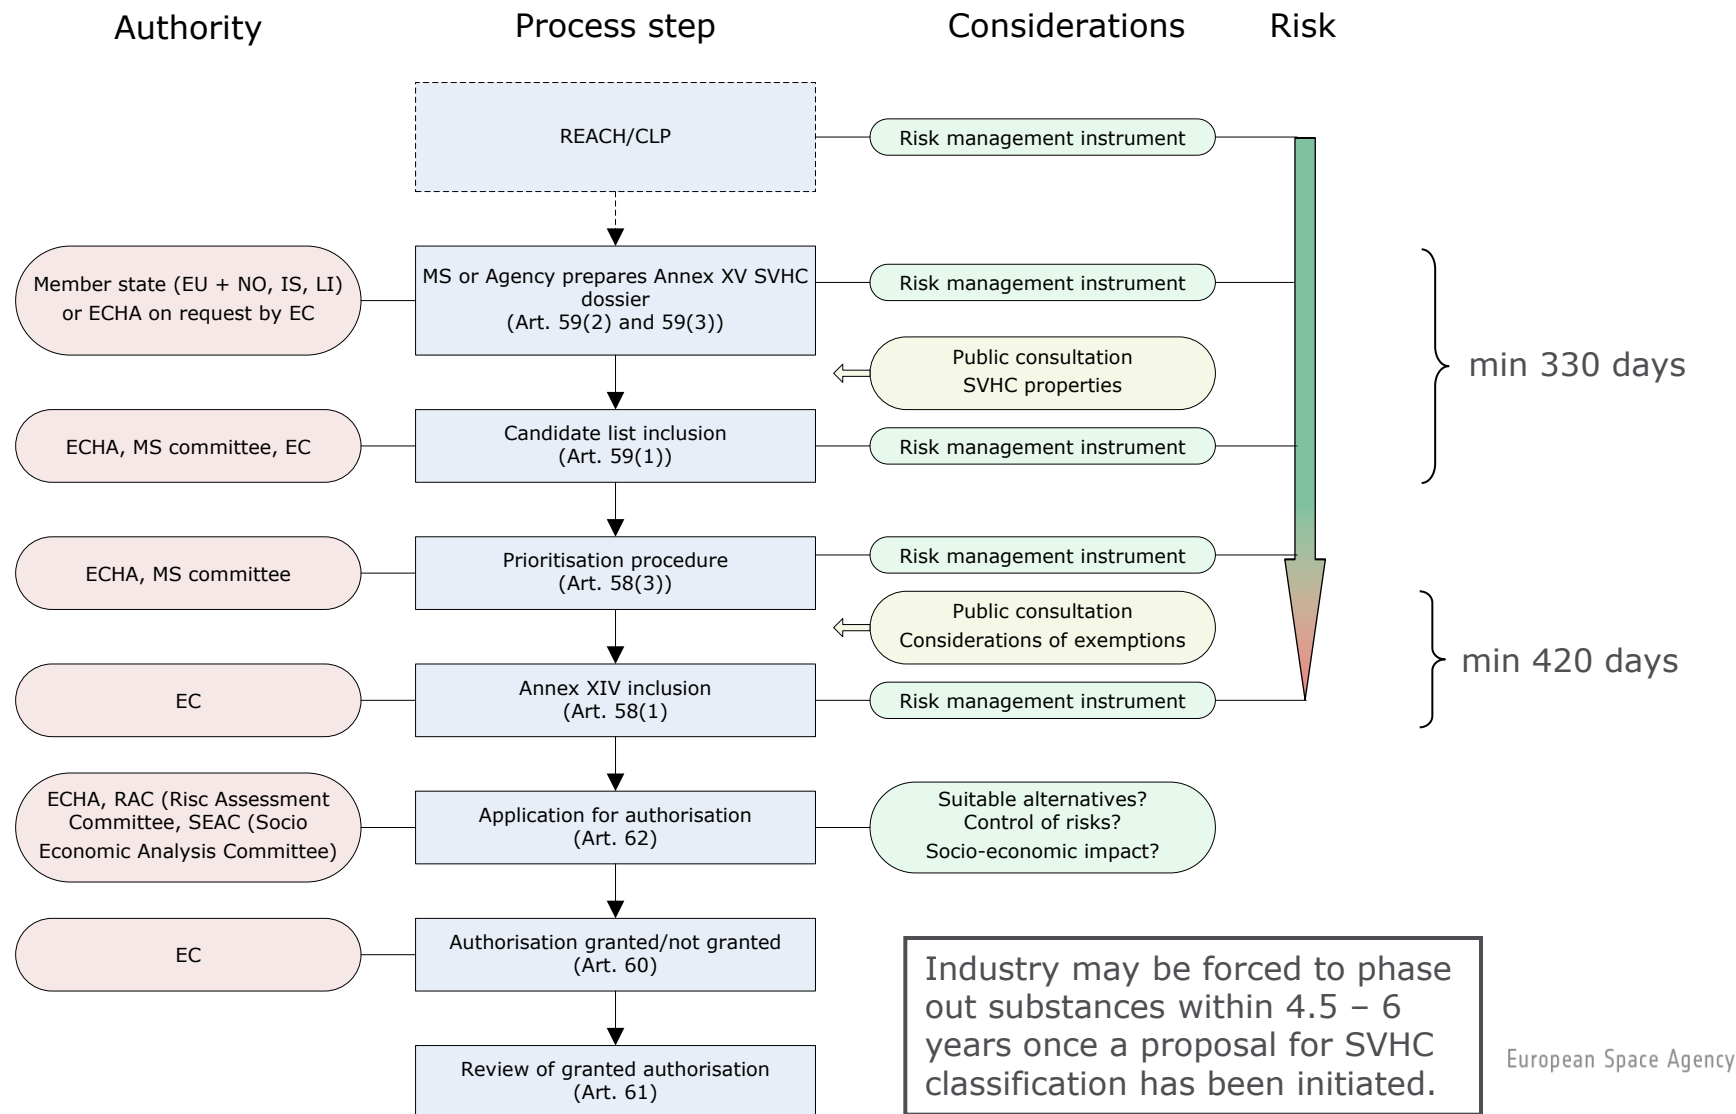 Authority
Process step
Considerations
Risk
REACH/CLP
Risk management instrument
Member state (EU + NO, IS, LI)
or ECHA on request by EC
MS or Agency prepares Annex XV SVHC
dossier
(Art. 59(2) and 59(3))
Risk management instrument
Public consultation
SVHC properties
min 330 days
ECHA, MS committee, EC
Candidate list inclusion
(Art. 59(1))
Risk management instrument
ECHA, MS committee
Prioritisation procedure
(Art. 58(3))
Risk management instrument
Public consultation
Considerations of exemptions
min 420 days
EC
Annex XIV inclusion
(Art. 58(1)
Risk management instrument
ECHA, RAC (Risc Assessment
Committee, SEAC (Socio
Economic Analysis Committee)
Application for authorisation
(Art. 62)
Suitable alternatives?
Control of risks?
Socio-economic impact?
EC
Authorisation granted/not granted
(Art. 60)
Industry may be forced to phase
out substances within 4.5 – 6
years once a proposal for SVHC
classification has been initiated.
Review of granted authorisation
(Art. 61)
European Space Agency